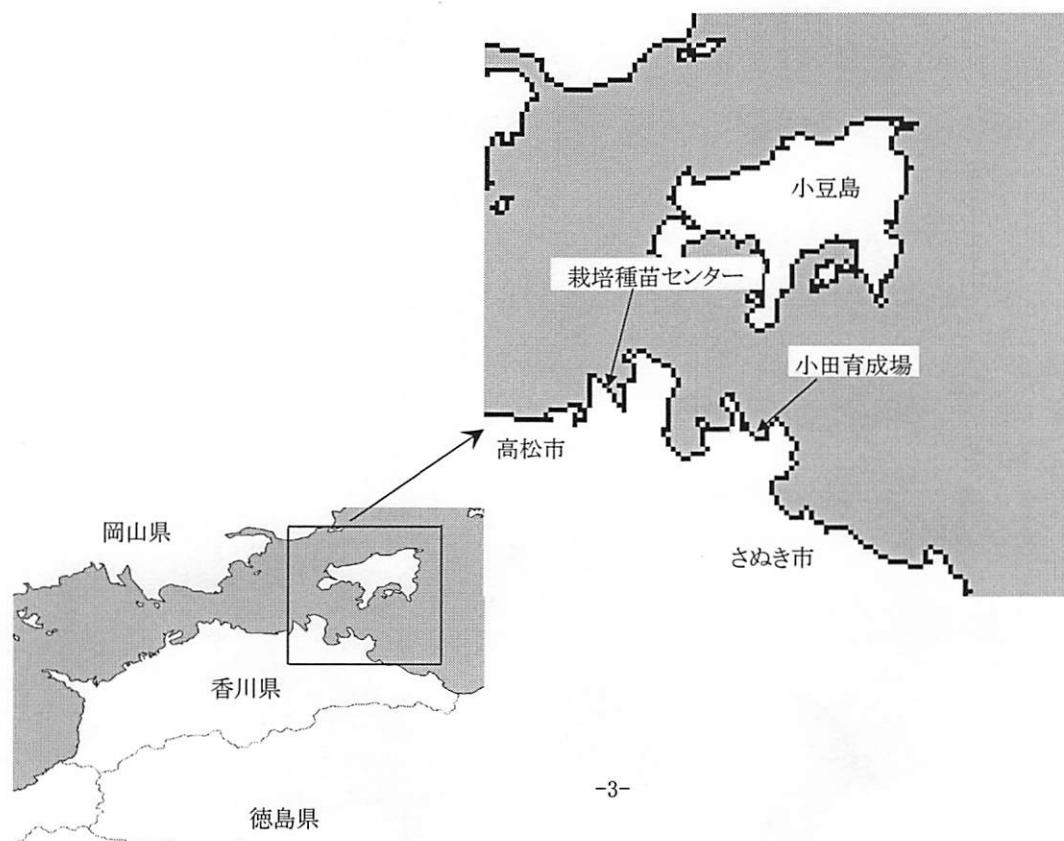 小豆島
栽培種苗センター
小田育成場
高松市
さぬき市
岡山県
香川県
徳島県
-3-